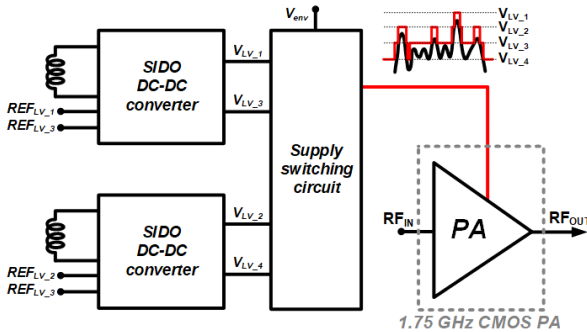 V_env
V_LV_1
V_LV_2
V_LV_3
V_LV_4
SIDO
DC-DC
converter
REF_LV_1
REF_LV_3
V_LV_1
V_LV_3
Supply
switching
circuit
SIDO
DC-DC
converter
REF_LV_2
REF_LV_3
V_LV_2
V_LV_4
RF_IN
PA
RF_OUT
1.75 GHz CMOS PA